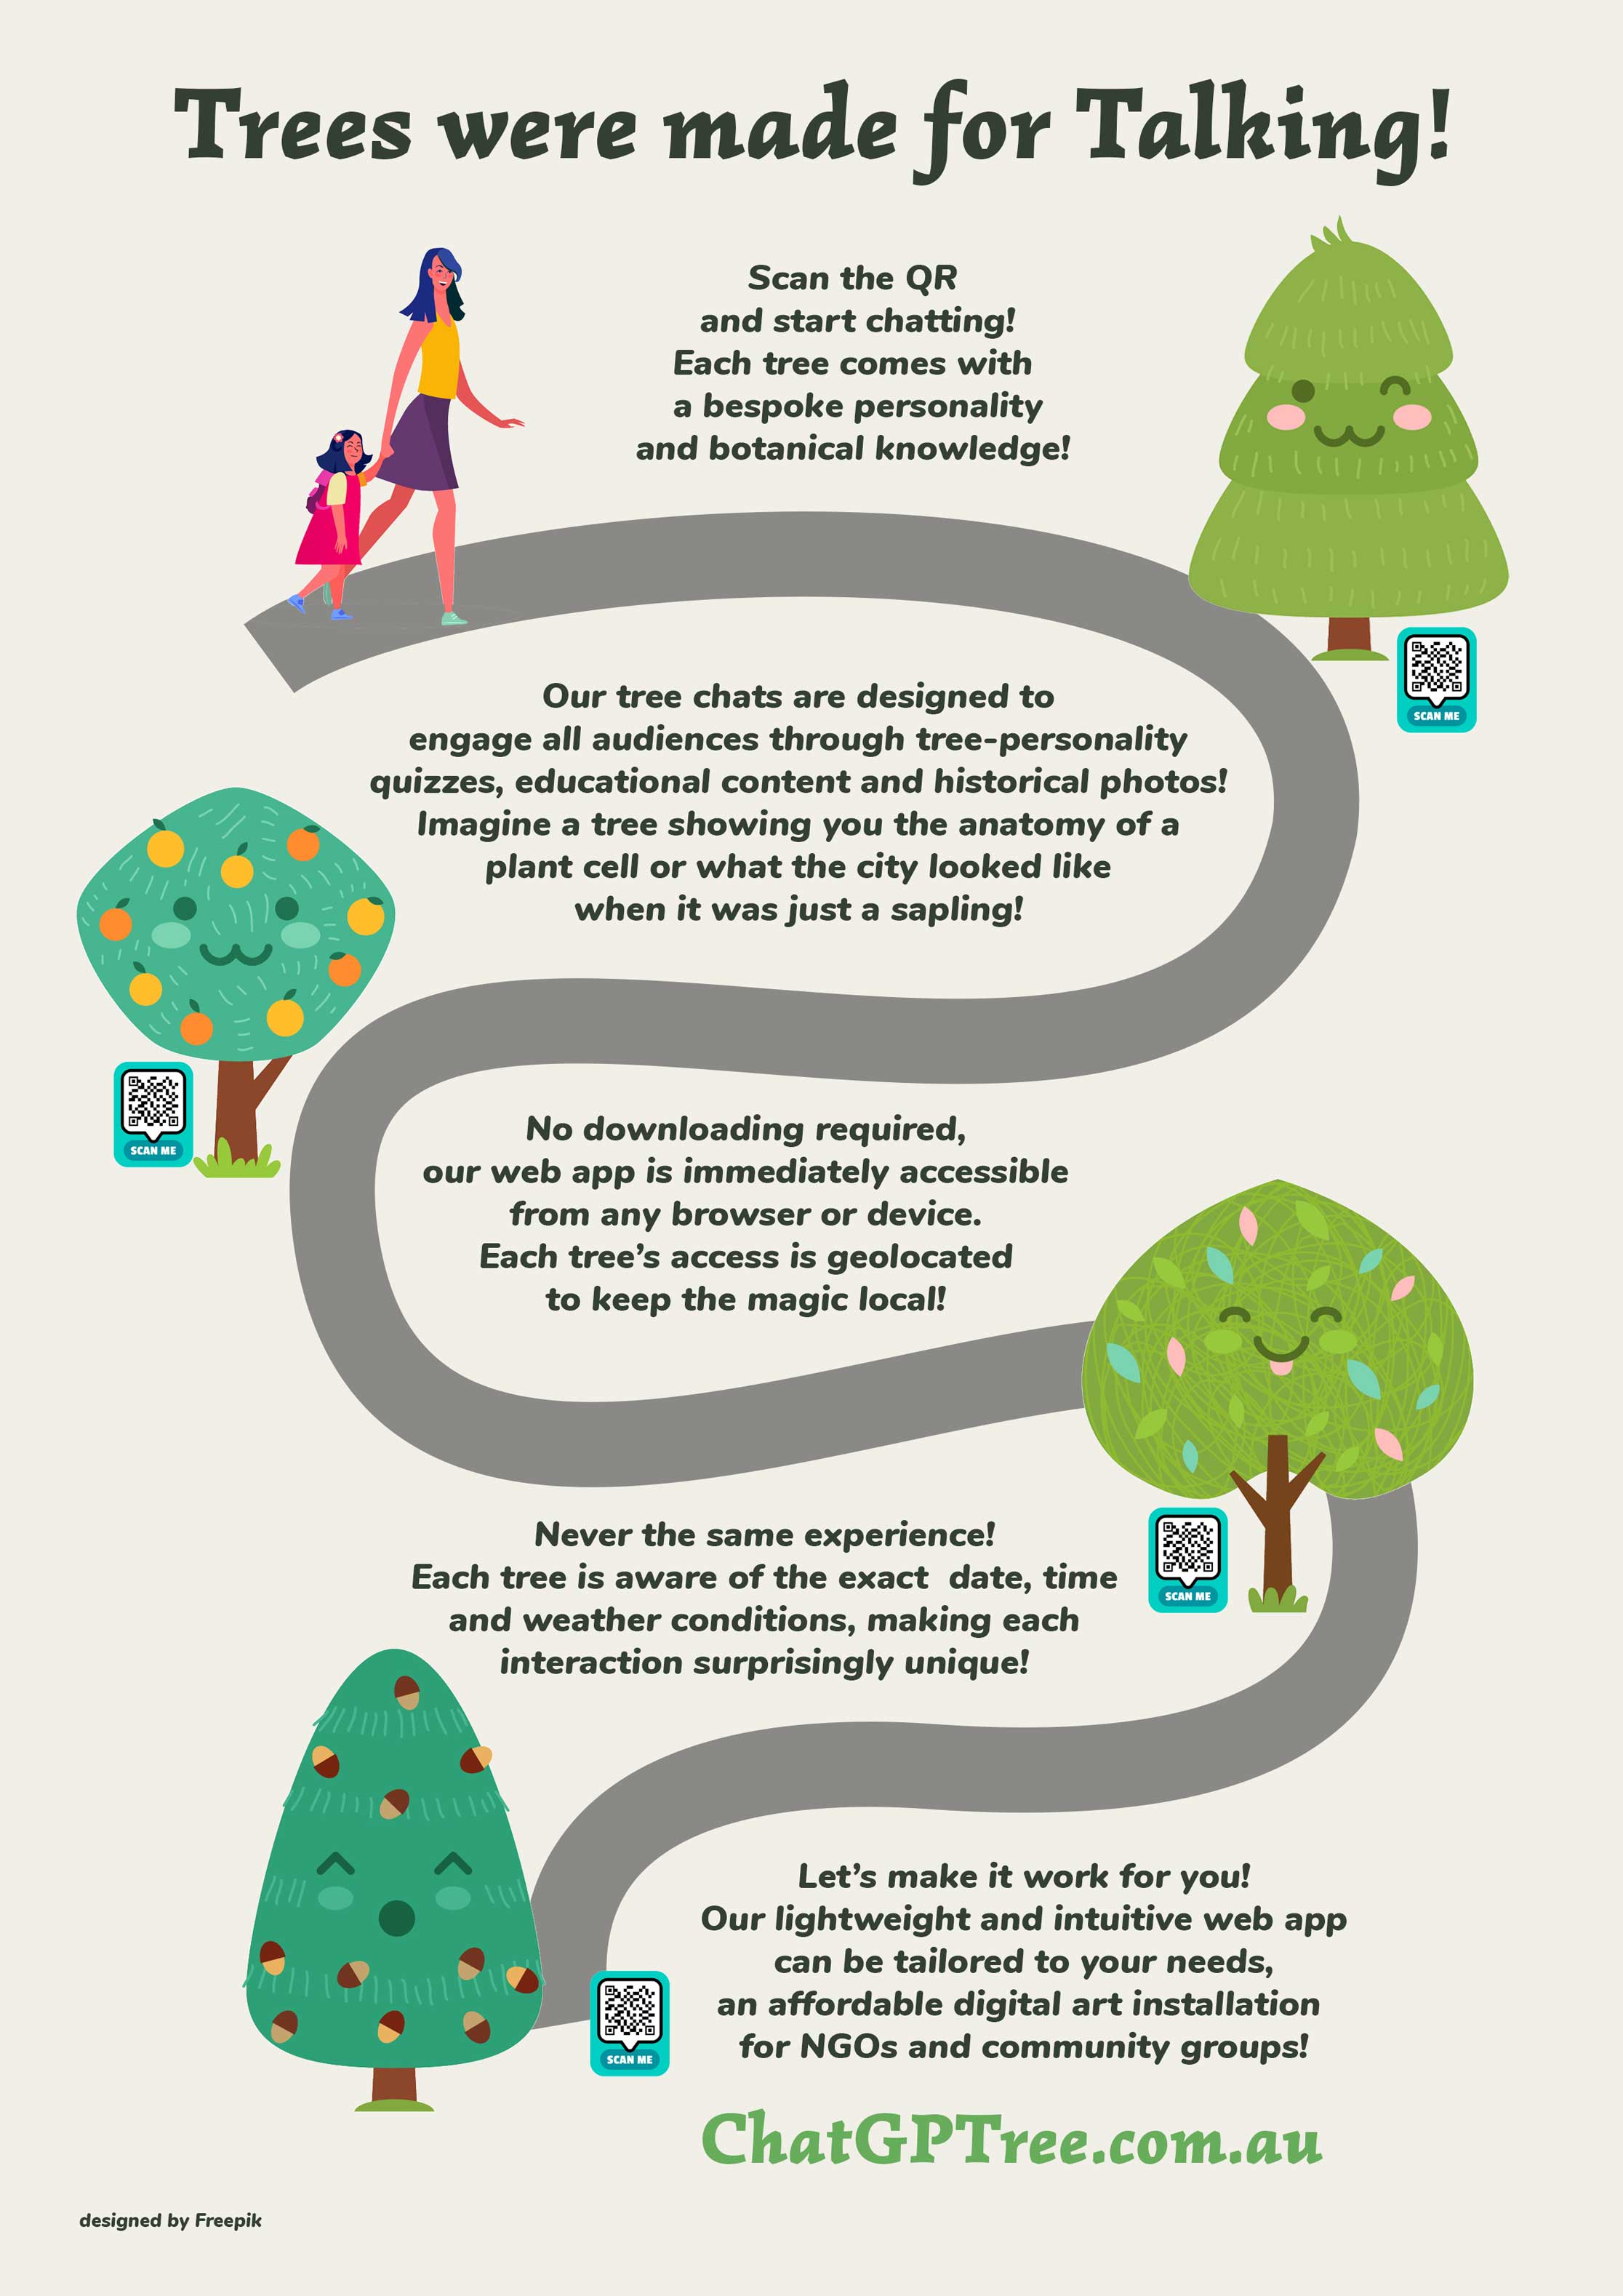 Trees were made for Talking!
Scan the QR
and start chatting!
Each tree comes with
a bespoke personality
and botanical knowledge!
SCAN ME
Our tree chats are designed to
engage all audiences through tree-personality
quizzes, educational content and historical photos!
Imagine a tree showing you the anatomy of a
plant cell or what the city looked like
when it was just a sapling!
SCAN ME
No downloading required,
our web app is immediately accessible
from any browser or device.
Each tree’s access is geolocated
to keep the magic local!
SCAN ME
Never the same experience!
Each tree is aware of the exact  date, time
and weather conditions, making each
interaction surprisingly unique!
SCAN ME
Let’s make it work for you!
Our lightweight and intuitive web app
can be tailored to your needs,
an affordable digital art installation
for NGOs and community groups!
ChatGPTree.com.au
designed by Freepik